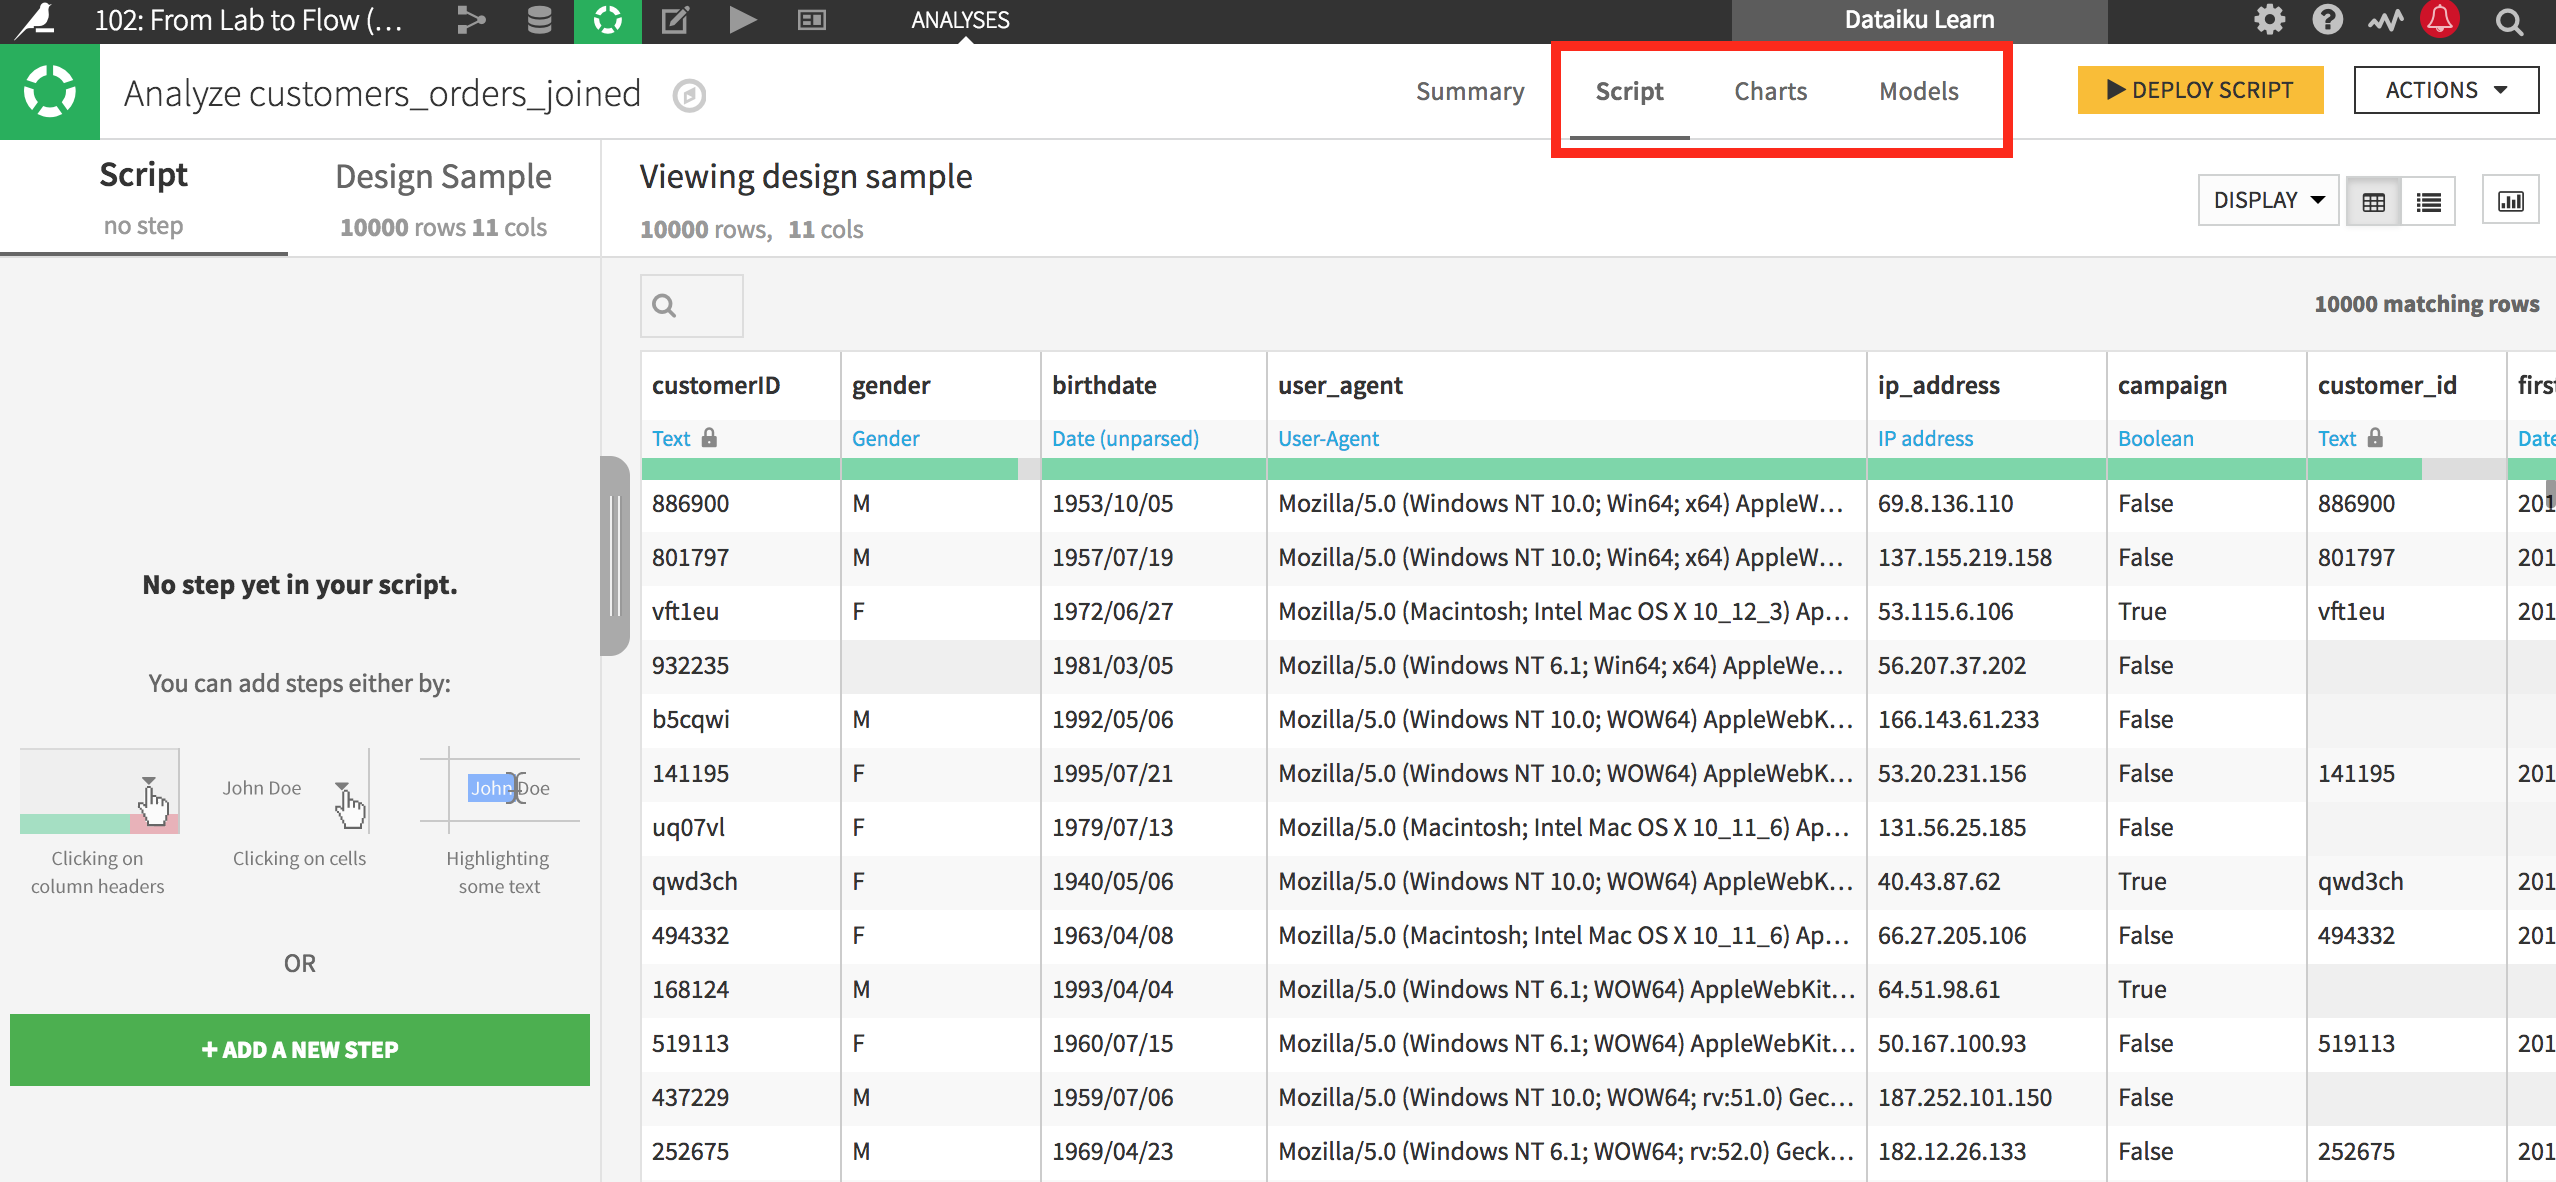 102: From Lab to Flow (...
ANALYSES
Dataiku Learn
Analyze customers_orders_joined
Summary
Script
Charts
Models
DEPLOY SCRIPT
ACTIONS
Script
no step
Design Sample
10000 rows 11 cols
Viewing design sample
10000 rows, 11 cols
DISPLAY
10000 matching rows
No step yet in your script.
You can add steps either by:
John Doe
John Doe
Clicking on
column headers
Clicking on cells
Highlighting
some text
OR
+ ADD A NEW STEP
customerID gender birthdate user_agent ip_address campaign customer_id first
Text Gender Date (unparsed) User-Agent IP address Boolean Text Date
886900 M 1953/10/05 Mozilla/5.0 (Windows NT 10.0; Win64; x64) AppleW... 69.8.136.110 False 886900 201
801797 M 1957/07/19 Mozilla/5.0 (Windows NT 10.0; Win64; x64) AppleW... 137.155.219.158 False 801797 201
vft1eu F 1972/06/27 Mozilla/5.0 (Macintosh; Intel Mac OS X 10_12_3) Ap... 53.115.6.106 True vft1eu 201
932235 1981/03/05 Mozilla/5.0 (Windows NT 6.1; Win64; x64) AppleWe... 56.207.37.202 False
b5cqwi M 1992/05/06 Mozilla/5.0 (Windows NT 10.0; WOW64) AppleWebK... 166.143.61.233 False
141195 F 1995/07/21 Mozilla/5.0 (Windows NT 10.0; WOW64) AppleWebK... 53.20.231.156 False 141195 201
uq07vl F 1979/07/13 Mozilla/5.0 (Macintosh; Intel Mac OS X 10_11_6) Ap... 131.56.25.185 False
qwd3ch F 1940/05/06 Mozilla/5.0 (Windows NT 10.0; WOW64) AppleWebK... 40.43.87.62 True qwd3ch 201
494332 F 1963/04/08 Mozilla/5.0 (Macintosh; Intel Mac OS X 10_11_6) Ap... 66.27.205.106 False 494332 201
168124 M 1993/04/04 Mozilla/5.0 (Windows NT 6.1; WOW64) AppleWebKit... 64.51.98.61 True
519113 F 1960/07/15 Mozilla/5.0 (Windows NT 6.1; WOW64) AppleWebKit... 50.167.100.93 False 519113 201
437229 M 1959/07/06 Mozilla/5.0 (Windows NT 10.0; WOW64; rv:51.0) Gec... 187.252.101.150 False
252675 M 1969/04/23 Mozilla/5.0 (Windows NT 6.1; WOW64; rv:52.0) Geck... 182.12.26.133 False 252675 201